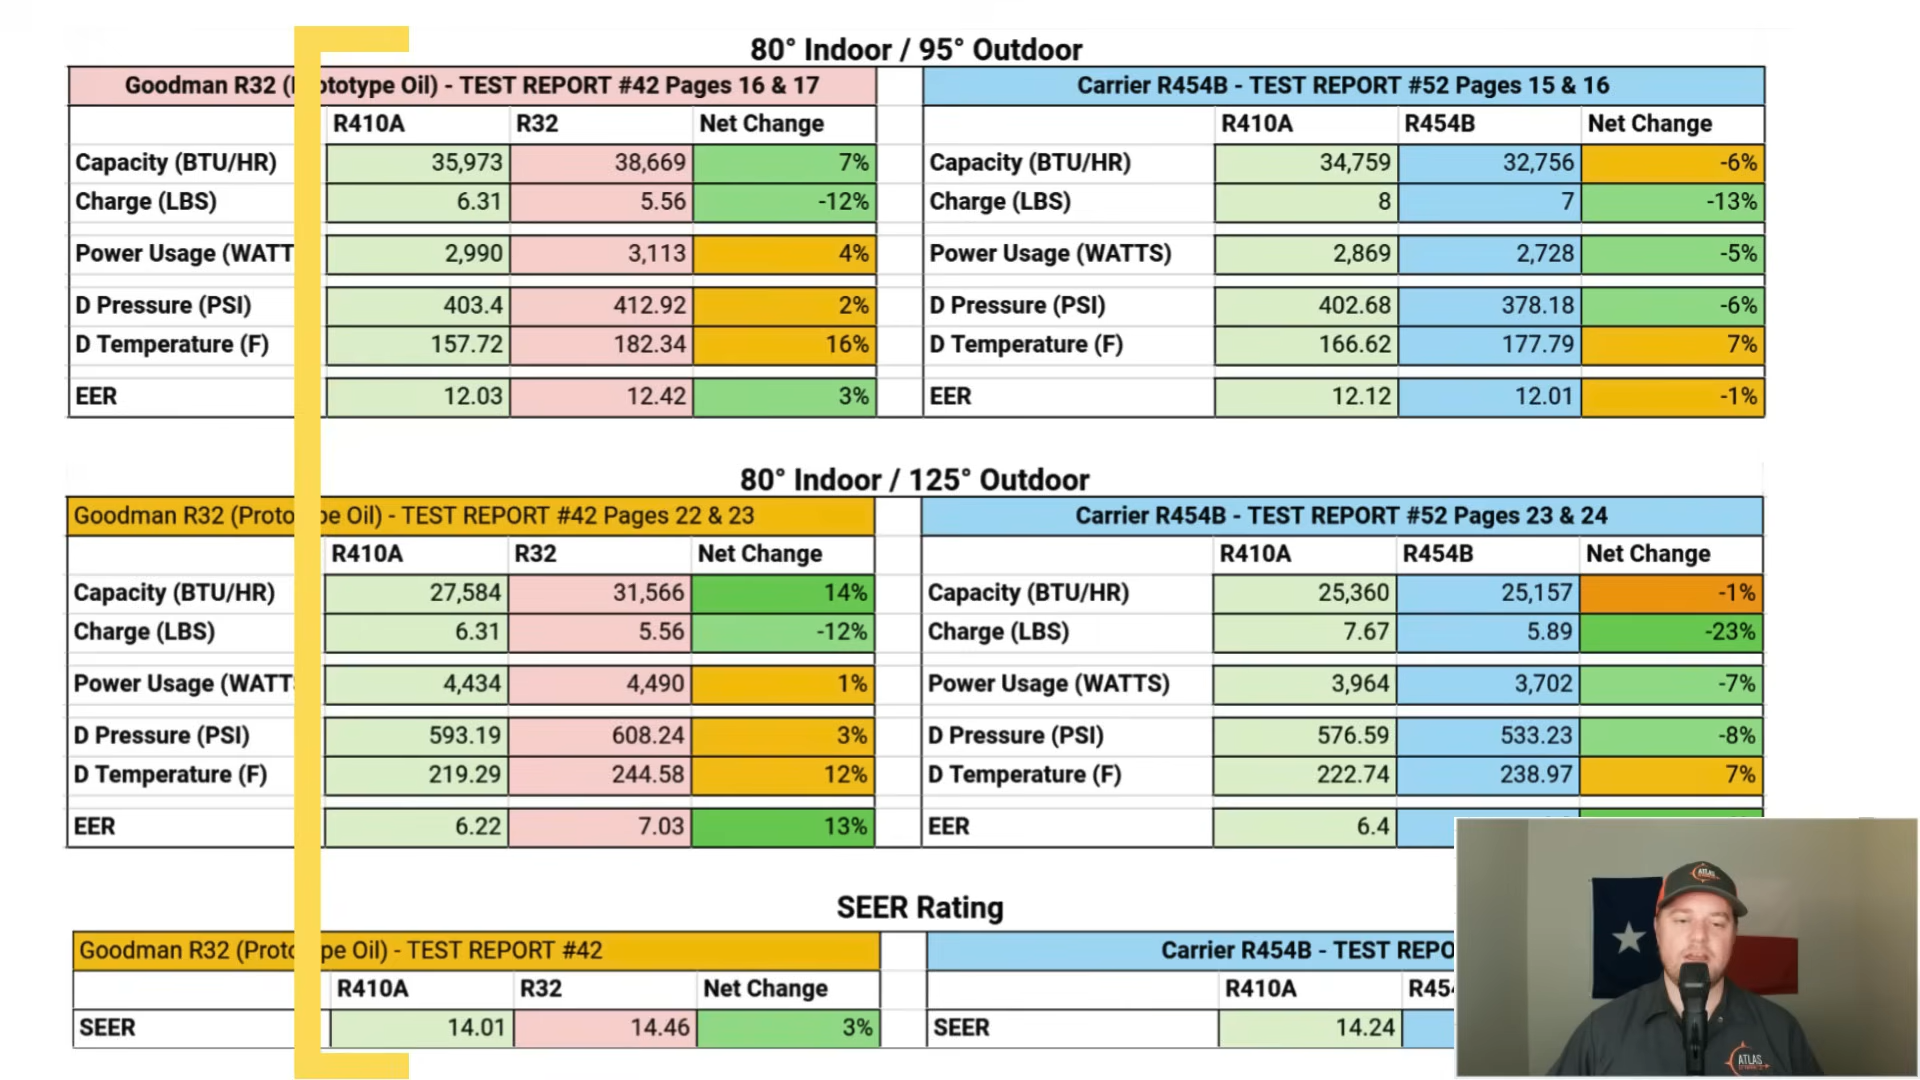 80° Indoor / 95° Outdoor
Goodman R32 (P ototype Oil) - TEST REPORT #42 Pages 16 & 17
R410A R32 Net Change
Capacity (BTU/HR) 35,973 38,669 7%
Charge (LBS) 6.31 5.56 -12%
Power Usage (WATT 2,990 3,113 4%
D Pressure (PSI) 403.4 412.92 2%
D Temperature (F) 157.72 182.34 16%
EER 12.03 12.42 3%
Carrier R454B - TEST REPORT #52 Pages 15 & 16
R410A R454B Net Change
Capacity (BTU/HR) 34,759 32,756 -6%
Charge (LBS) 8 7 -13%
Power Usage (WATTS) 2,869 2,728 -5%
D Pressure (PSI) 402.68 378.18 -6%
D Temperature (F) 166.62 177.79 7%
EER 12.12 12.01 -1%
80° Indoor / 125° Outdoor
Goodman R32 (Proto pe Oil) - TEST REPORT #42 Pages 22 & 23
R410A R32 Net Change
Capacity (BTU/HR) 27,584 31,566 14%
Charge (LBS) 6.31 5.56 -12%
Power Usage (WATTS 4,434 4,490 1%
D Pressure (PSI) 593.19 608.24 3%
D Temperature (F) 219.29 244.58 12%
EER 6.22 7.03 13%
Carrier R454B - TEST REPORT #52 Pages 23 & 24
R410A R454B Net Change
Capacity (BTU/HR) 25,360 25,157 -1%
Charge (LBS) 7.67 5.89 -23%
Power Usage (WATTS) 3,964 3,702 -7%
D Pressure (PSI) 576.59 533.23 -8%
D Temperature (F) 222.74 238.97 7%
EER 6.4
SEER Rating
Goodman R32 (Proto pe Oil) - TEST REPORT #42
R410A R32 Net Change
SEER 14.01 14.46 3%
Carrier R454B - TEST REPO
R410A R454
SEER 14.24
ATLAS
ATLAS